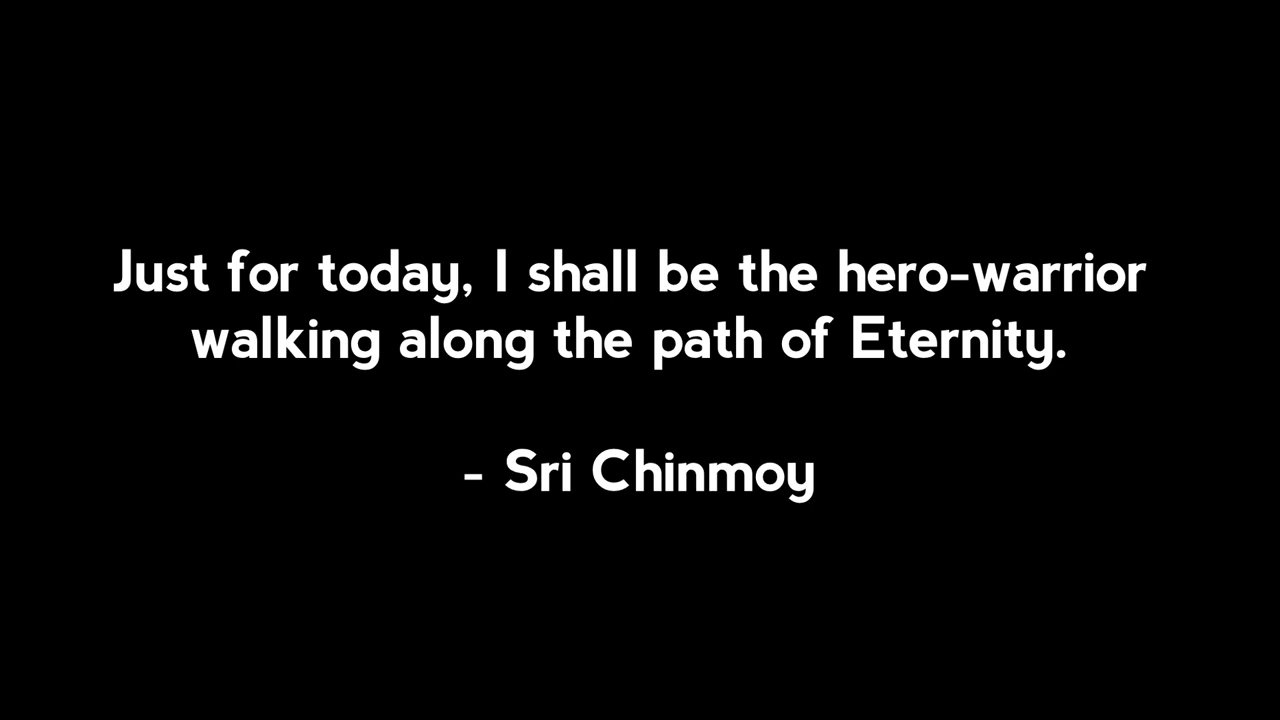 Just for today, I shall be the hero-warrior
walking along the path of Eternity.
- Sri Chinmoy